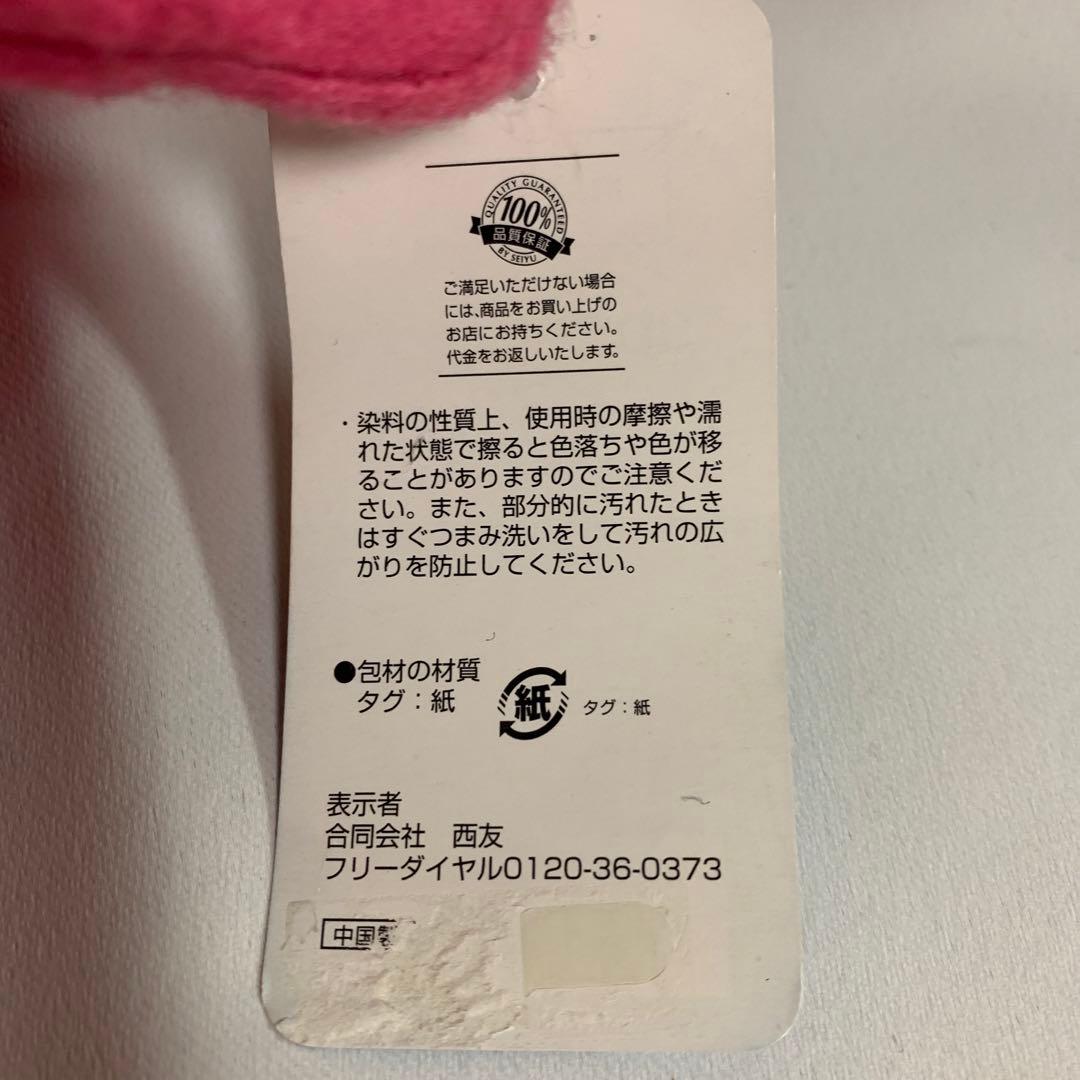 QUALITY GUARANTEED
100%
品質保証
BY SEIYU
ご満足いただけない場合
には、商品をお買い上げの
お店にお持ちください。
代金をお返しいたします。
・染料の性質上、使用時の摩擦や濡
れた状態で擦ると色落ちや色が移
ることがありますのでご注意くだ
さい。また、部分的に汚れたとき
はすぐつまみ洗いをして汚れの広
がりを防止してください。
●包材の材質
タグ：紙
紙
タグ：紙
表示者
合同会社 西友
フリーダイヤル0120-36-0373
中国製